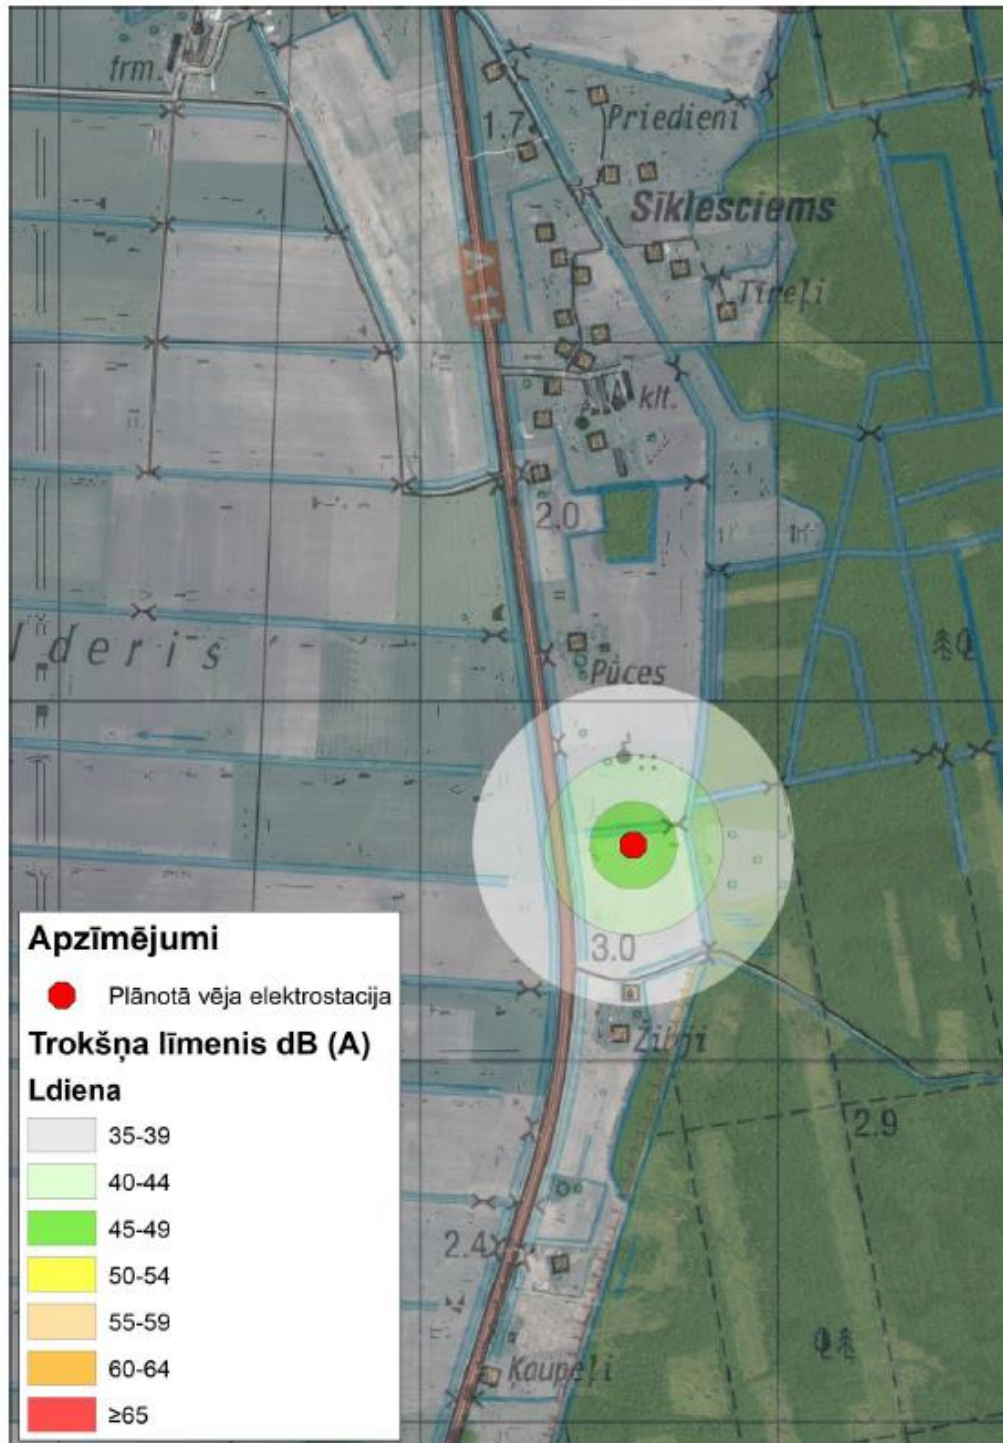 frm.
Priedieni
1.7
Sīklesciems
A11
Tīreļi
klt.
2.0
lderis
Pūces
3.0
Žibji
2.9
2.4
Ķaupeļi
Apzīmējumi
Plānotā vēja elektrostacija
Trokšņa līmenis dB (A)
Ldiena
35-39
40-44
45-49
50-54
55-59
60-64
≥65